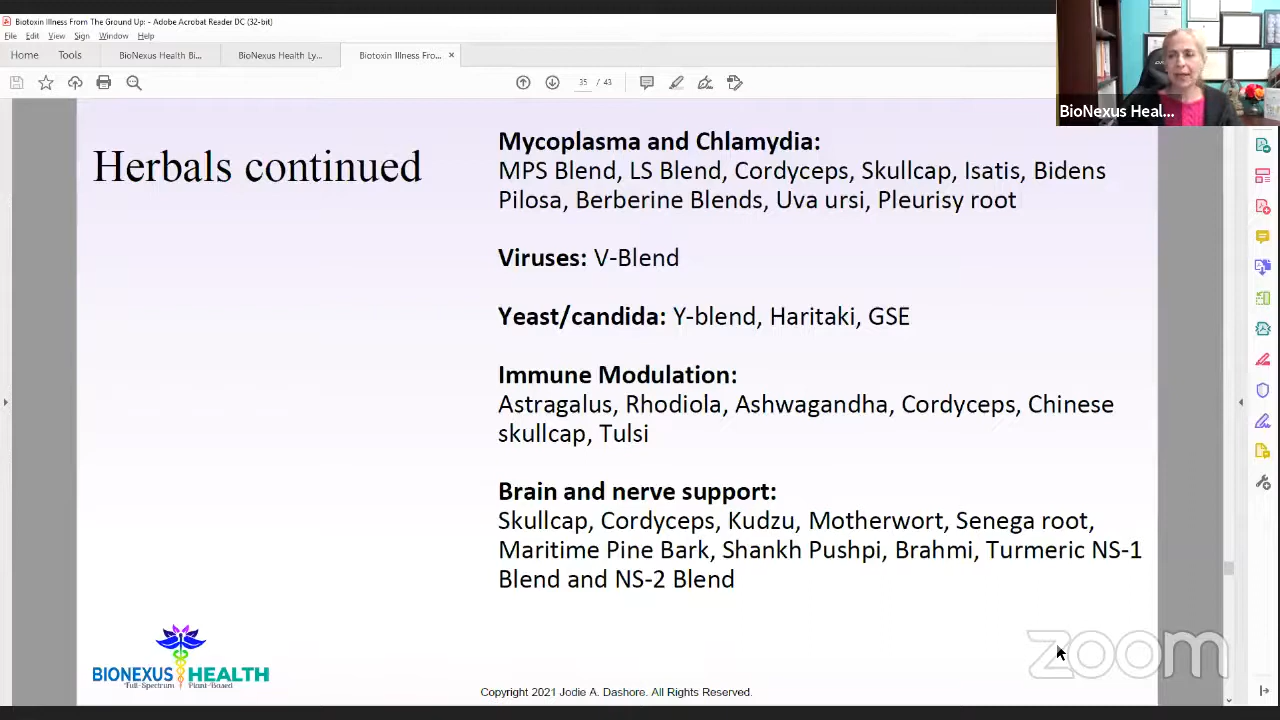 Biotoxin Illness From The Ground Up: - Adobe Acrobat Reader DC (32-bit)
File Edit View Sign Window Help
Home Tools BioNexus Health Bi... BioNexus Health Ly... Biotoxin Illness Fro... ×
35 / 43
BioNexus Heal...
Herbals continued
Mycoplasma and Chlamydia:
MPS Blend, LS Blend, Cordyceps, Skullcap, Isatis, Bidens
Pilosa, Berberine Blends, Uva ursi, Pleurisy root
Viruses: V-Blend
Yeast/candida: Y-blend, Haritaki, GSE
Immune Modulation:
Astragalus, Rhodiola, Ashwagandha, Cordyceps, Chinese
skullcap, Tulsi
Brain and nerve support:
Skullcap, Cordyceps, Kudzu, Motherwort, Senega root,
Maritime Pine Bark, Shankh Pushpi, Brahmi, Turmeric NS-1
Blend and NS-2 Blend
BIONEXUS HEALTH
Full-Spectrum Plant-Based
zoom
Copyright 2021 Jodie A. Dashore. All Rights Reserved.